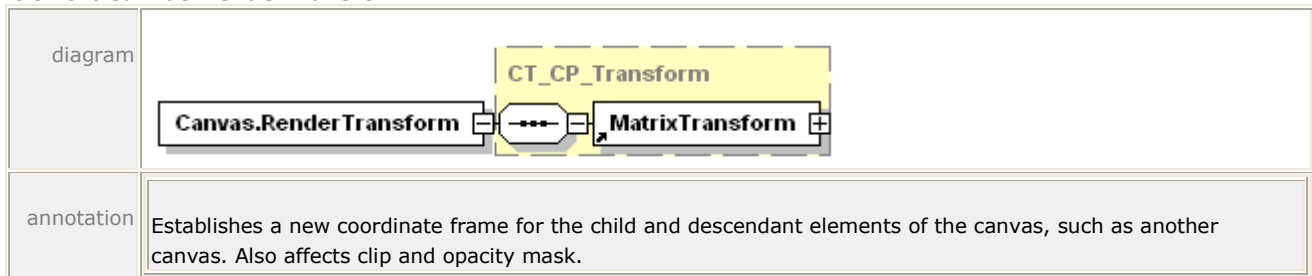 diagram
CT_CP_Transform
Canvas.RenderTransform
MatrixTransform
annotation
Establishes a new coordinate frame for the child and descendant elements of the canvas, such as another
canvas. Also affects clip and opacity mask.